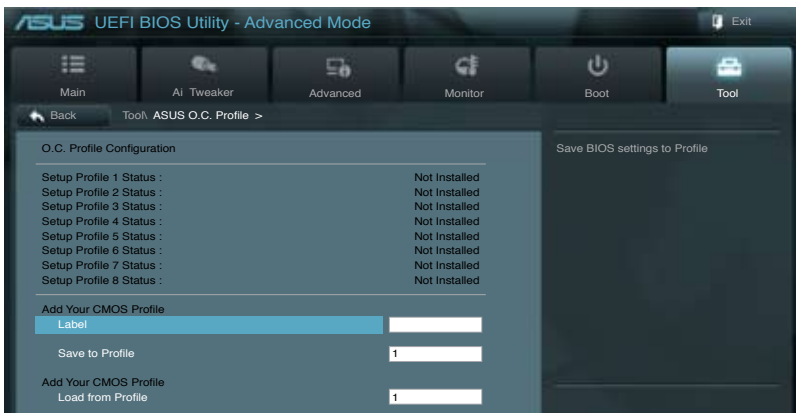 ASUS UEFI BIOS Utility - Advanced Mode
Exit
Main
Ai Tweaker
Advanced
Monitor
Boot
Tool
Back
Tool\ ASUS O.C. Profile >
O.C. Profile Configuration
Save BIOS settings to Profile
Setup Profile 1 Status : Not Installed
Setup Profile 2 Status : Not Installed
Setup Profile 3 Status : Not Installed
Setup Profile 4 Status : Not Installed
Setup Profile 5 Status : Not Installed
Setup Profile 6 Status : Not Installed
Setup Profile 7 Status : Not Installed
Setup Profile 8 Status : Not Installed
Add Your CMOS Profile
Label
Save to Profile 1
Add Your CMOS Profile
Load from Profile 1